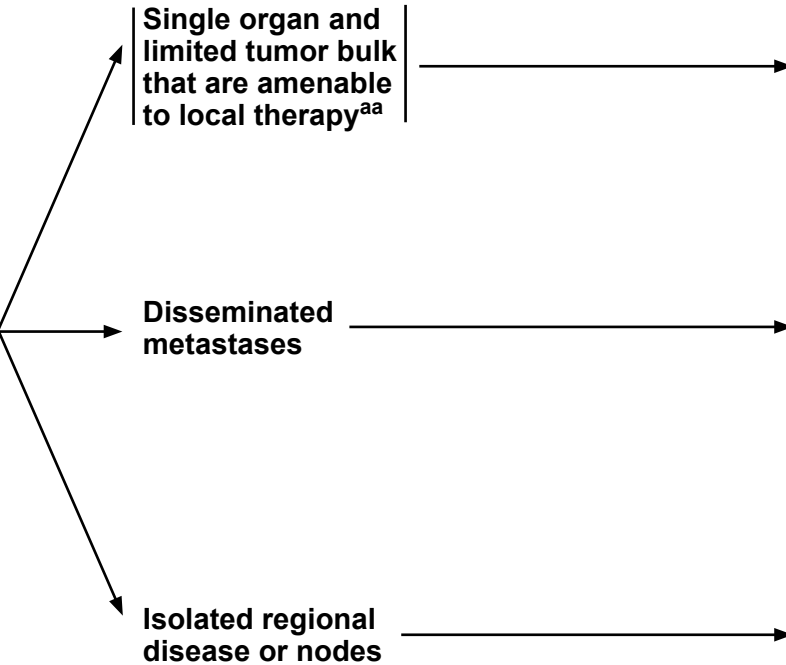 Single organ and
limited tumor bulk
that are amenable
to local therapyaa
Disseminated
metastases
Isolated regional
disease or nodes